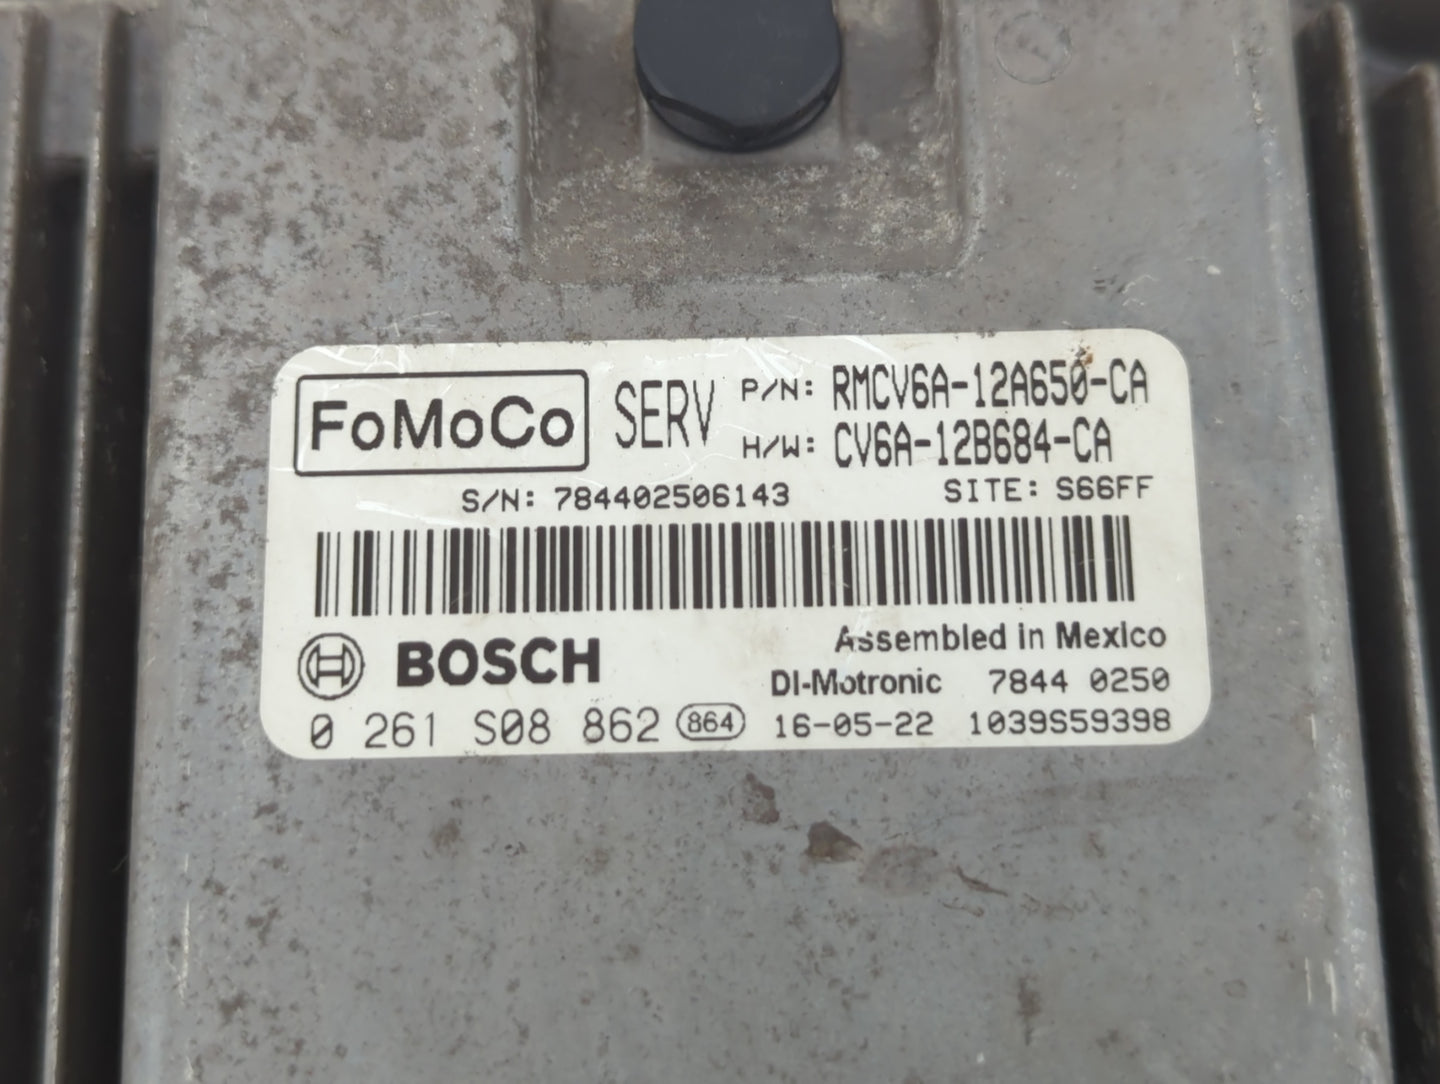 FoMoCo SERV P/N: RMCV6A-12A650-CA
H/W: CV6A-12B684-CA
S/N: 784402506143 SITE: S66FF
BOSCH Assembled in Mexico
DI-Motronic 7844 0250
0 261 S08 862 864 16-05-22 1039S59398